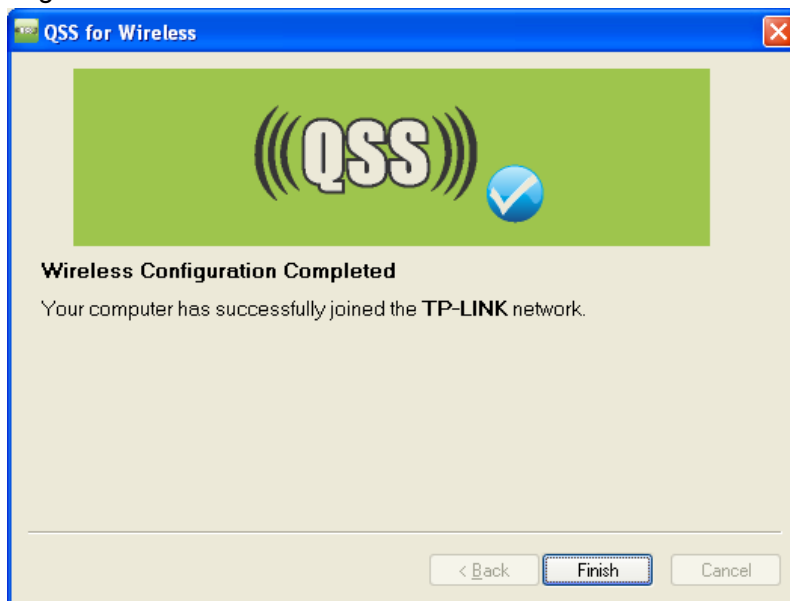 QSS for Wireless
(((QSS)))
Wireless Configuration Completed
Your computer has successfully joined the TP-LINK network.
< Back Finish Cancel